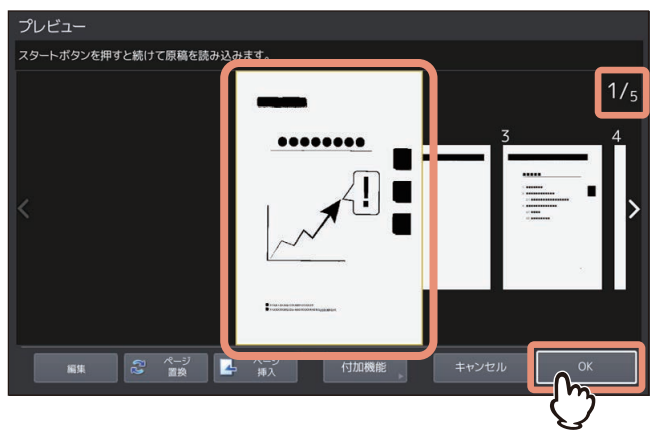 プレビュー
スタートボタンを押すと続けて原稿を読み込みます。
1/5
3
4
!
編集
ページ
置換
ページ
挿入
付加機能
キャンセル
OK